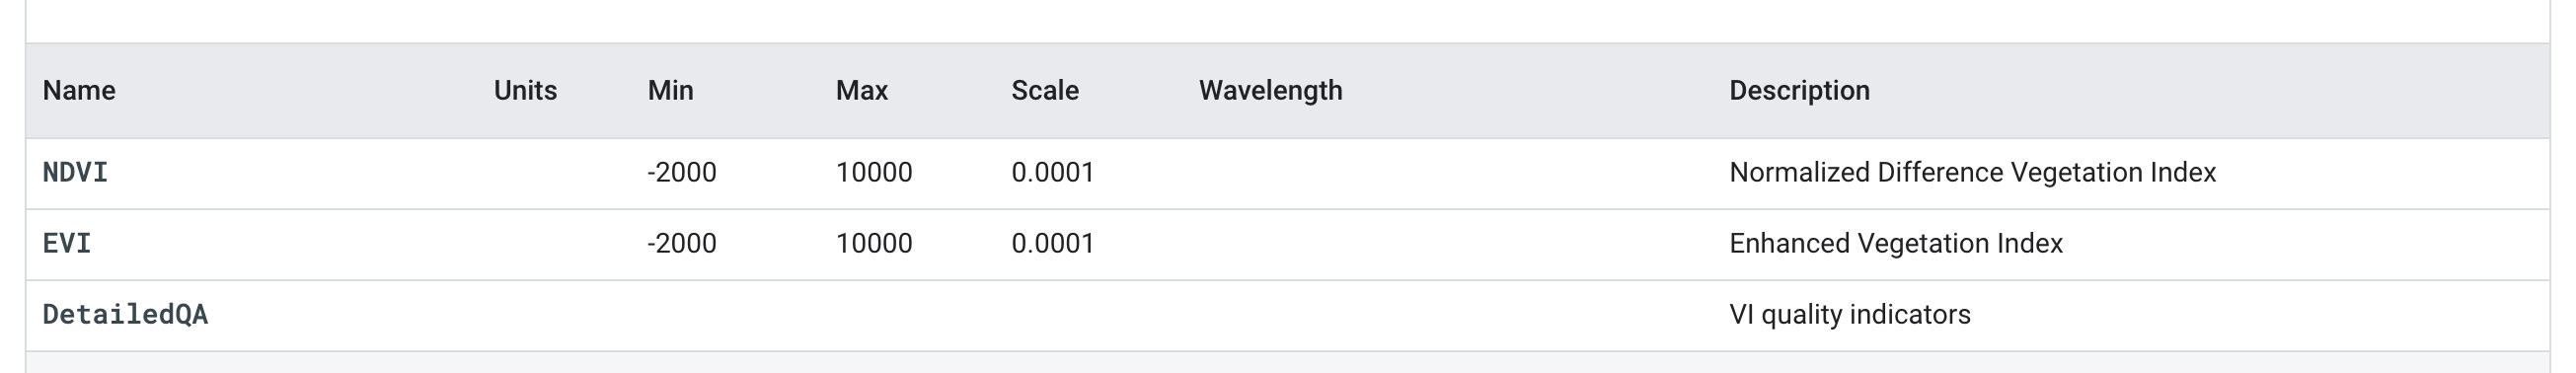 Name Units Min Max Scale Wavelength Description
NDVI -2000 10000 0.0001 Normalized Difference Vegetation Index
EVI -2000 10000 0.0001 Enhanced Vegetation Index
DetailedQA VI quality indicators